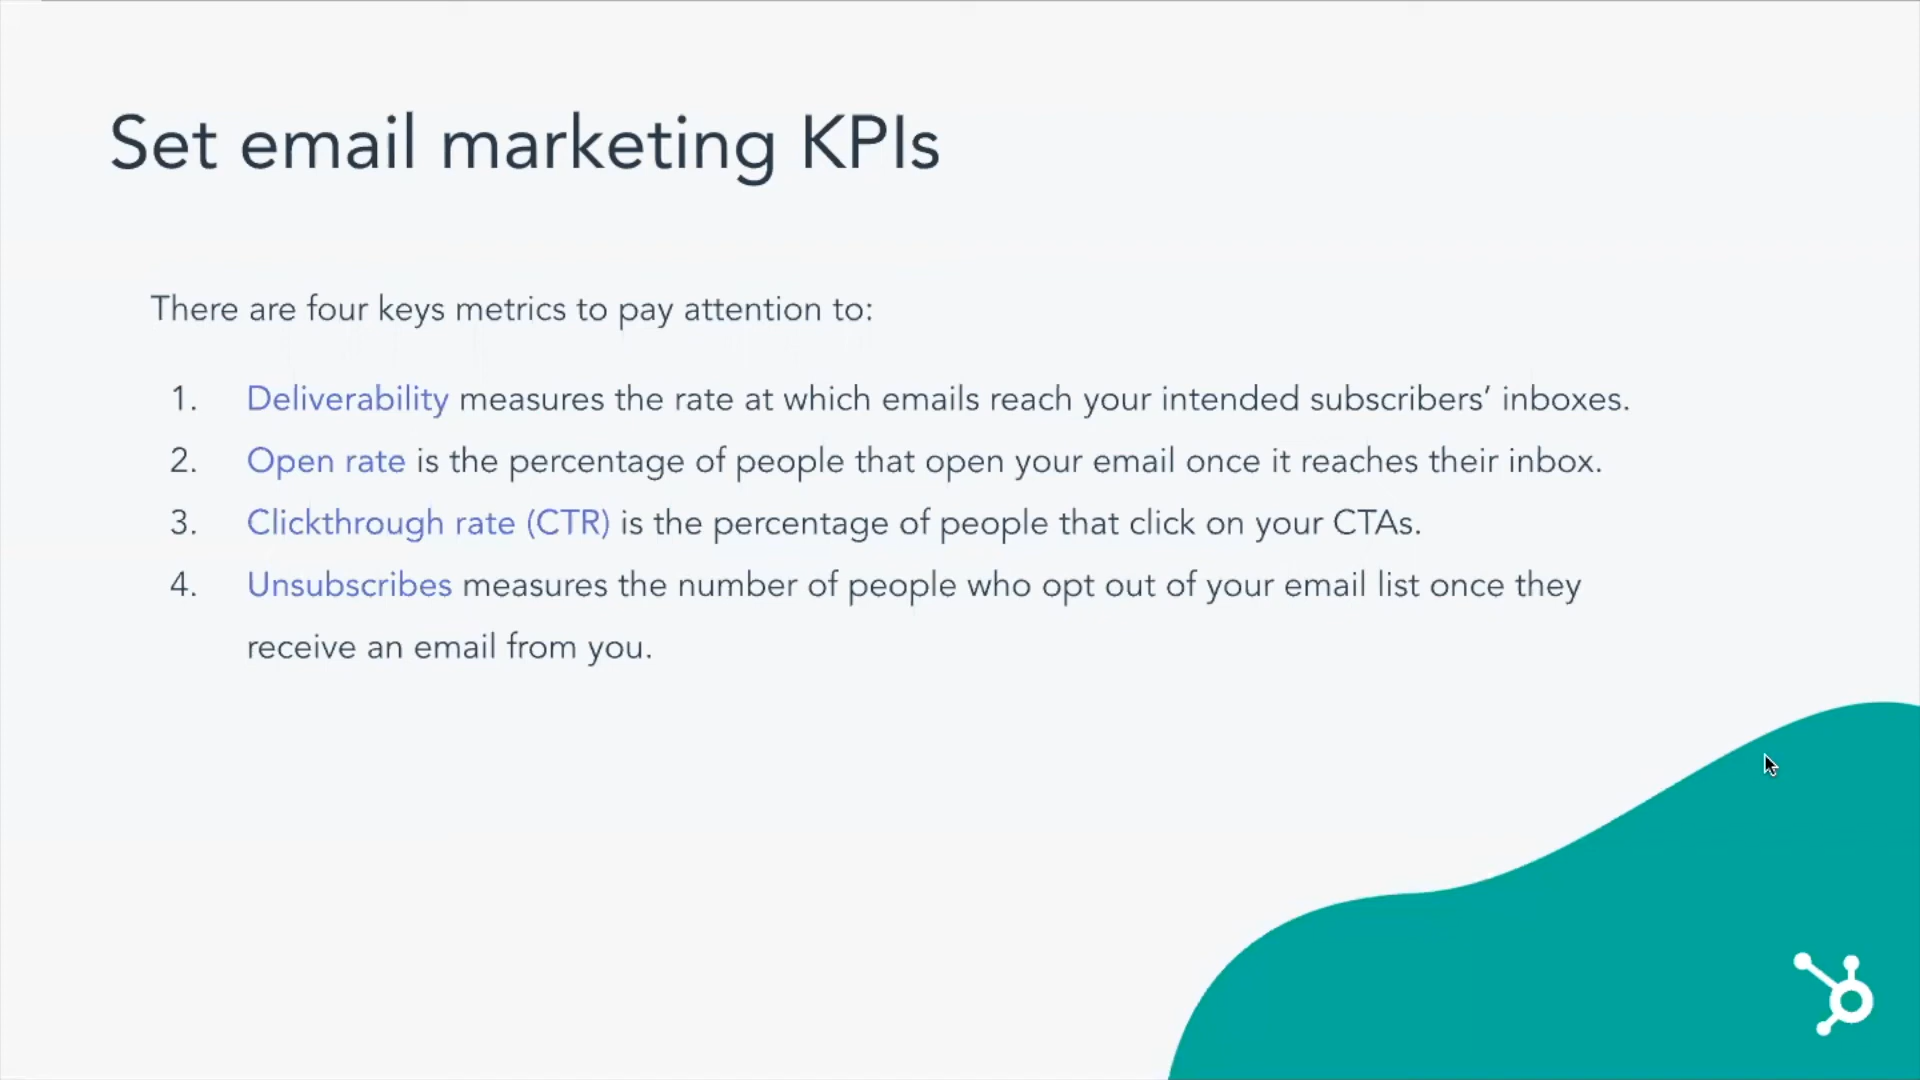 Set email marketing KPIs
There are four keys metrics to pay attention to:
1. Deliverability measures the rate at which emails reach your intended subscribers’ inboxes.
2. Open rate is the percentage of people that open your email once it reaches their inbox.
3. Clickthrough rate (CTR) is the percentage of people that click on your CTAs.
4. Unsubscribes measures the number of people who opt out of your email list once they
receive an email from you.